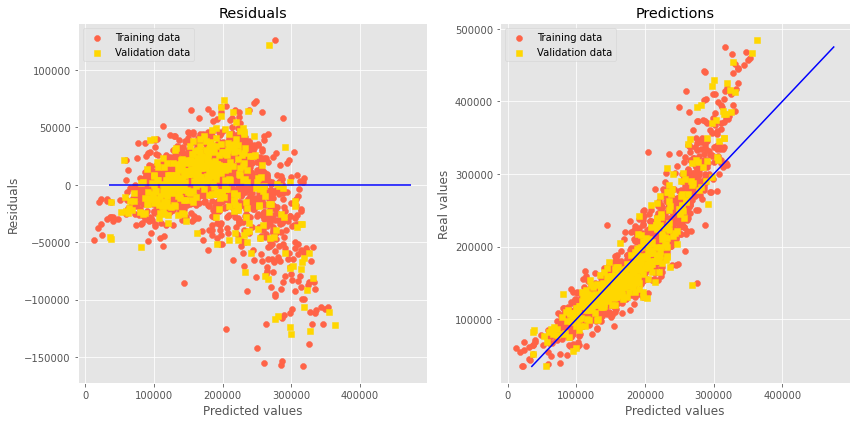 Residuals
Training data
Validation data
100000
50000
0
−50000
−100000
−150000
Residuals
0
100000
200000
300000
400000
Predicted values
Predictions
Training data
Validation data
500000
400000
300000
200000
100000
Real values
0
100000
200000
300000
400000
Predicted values